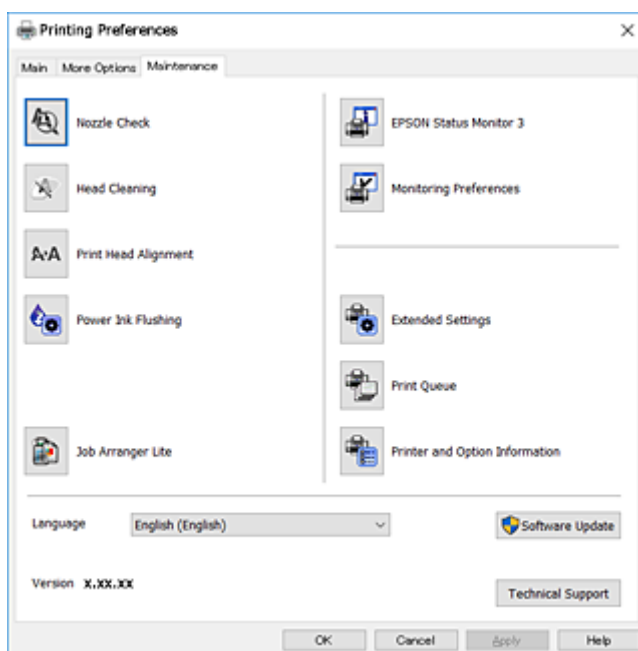 Printing Preferences
Main More Options Maintenance
Nozzle Check
Head Cleaning
A·A Print Head Alignment
Power Ink Flushing
Job Arranger Lite
EPSON Status Monitor 3
Monitoring Preferences
Extended Settings
Print Queue
Printer and Option Information
Language English (English) Software Update
Version X.XX.XX Technical Support
OK Cancel Apply Help